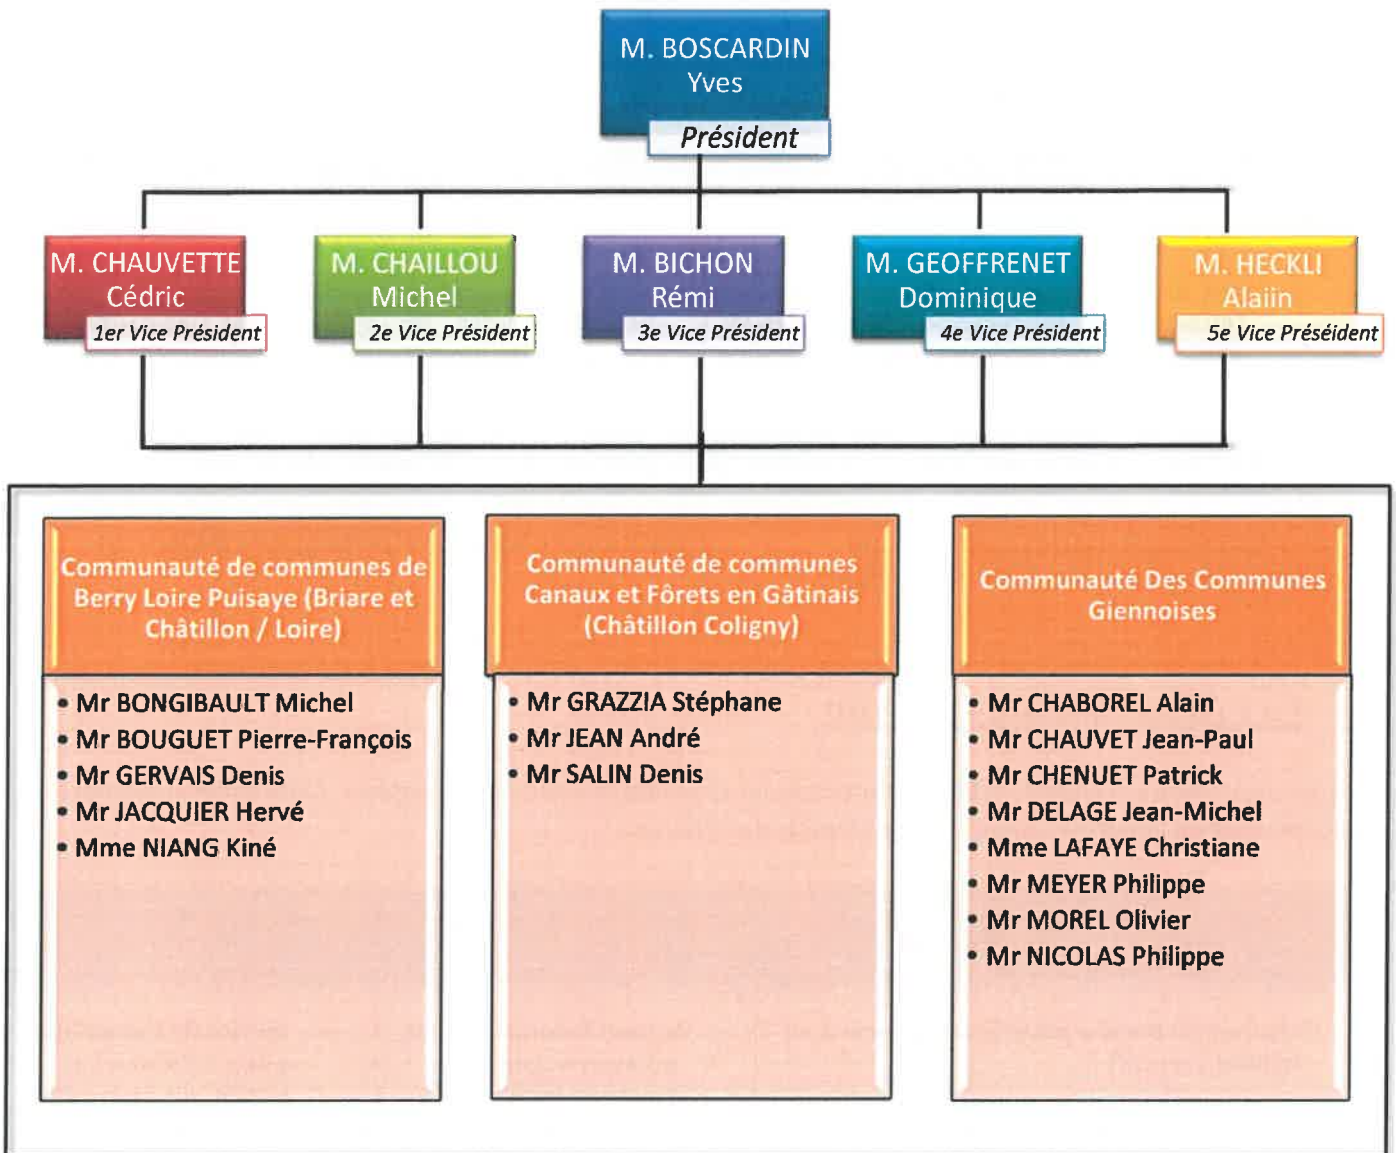 M. BOSCARDIN
Yves
Président
M. CHAUVETTE
Cédric
1er Vice Président
M. CHAILLOU
Michel
2e Vice Président
M. BICHON
Rémi
3e Vice Président
M. GEOFFRENET
Dominique
4e Vice Président
M. HECKLI
Alaiin
5e Vice Préséident
Communauté de communes de
Berry Loire Puisaye (Briare et
Châtillon / Loire)
• Mr BONGIBAULT Michel
• Mr BOUGUET Pierre-François
• Mr GERVAIS Denis
• Mr JACQUIER Hervé
• Mme NIANG Kiné
Communauté de communes
Canaux et Fôrets en Gâtinais
(Châtillon Coligny)
• Mr GRAZZIA Stéphane
• Mr JEAN André
• Mr SALIN Denis
Communauté Des Communes
Giennoises
• Mr CHABOREL Alain
• Mr CHAUVET Jean-Paul
• Mr CHENUET Patrick
• Mr DELAGE Jean-Michel
• Mme LAFAYE Christiane
• Mr MEYER Philippe
• Mr MOREL Olivier
• Mr NICOLAS Philippe